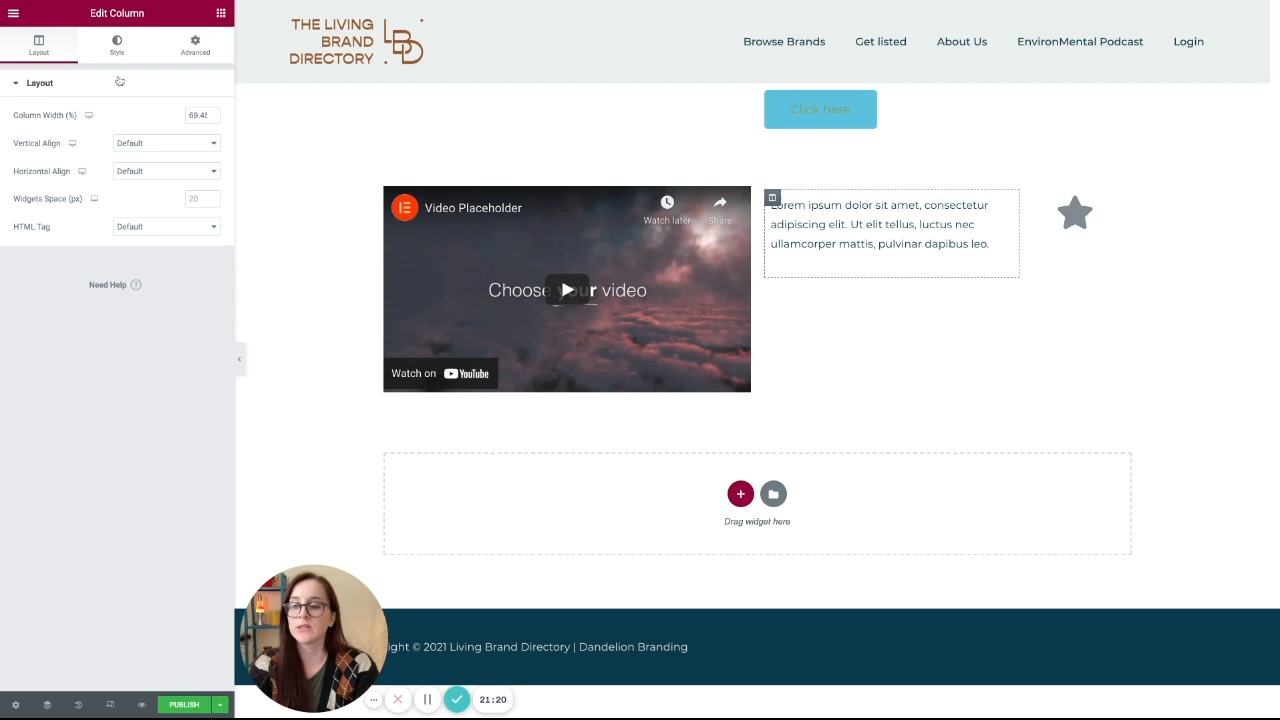 Edit Column
Layout
Style
Advanced
Layout
Column Width (%)
69.48
Vertical Align
Default
Horizontal Align
Default
Widgets Space (px)
20
HTML Tag
Default
Need Help ?
PUBLISH
THE LIVING
BRAND
DIRECTORY
Browse Brands
Get listed
About Us
EnvironMental Podcast
Login
Click here
Video Placeholder
Watch later
Share
Choose your video
Watch on YouTube
Lorem ipsum dolor sit amet, consectetur
adipiscing elit. Ut elit tellus, luctus nec
ullamcorper mattis, pulvinar dapibus leo.
Drag widget here
ight © 2021 Living Brand Directory | Dandelion Branding
21:20